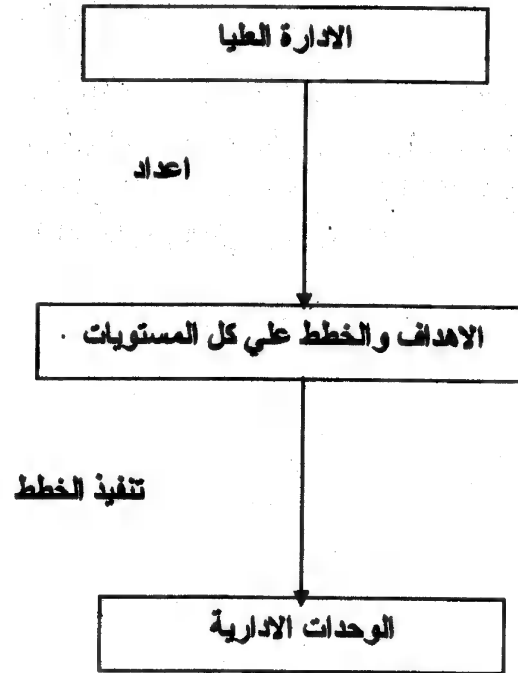 الادارة العليا
اعداد
الاهداف والخطط علي كل المستويات .
تنفيذ الخطط
الوحدات الادارية